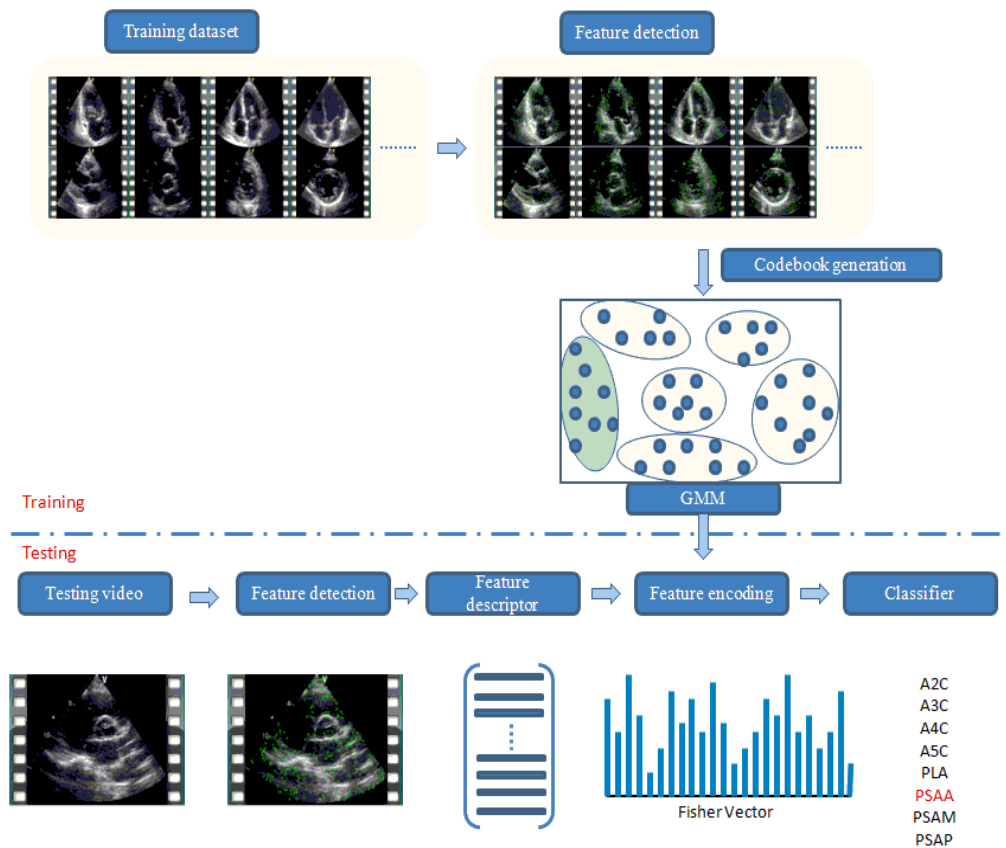 Training dataset
Feature detection
Codebook generation
GMM
Training
Testing
Testing video
Feature detection
Feature
descriptor
Feature encoding
Classifier
V
Fisher Vector
A2C
A3C
A4C
A5C
PLA
PSAA
PSAM
PSAP